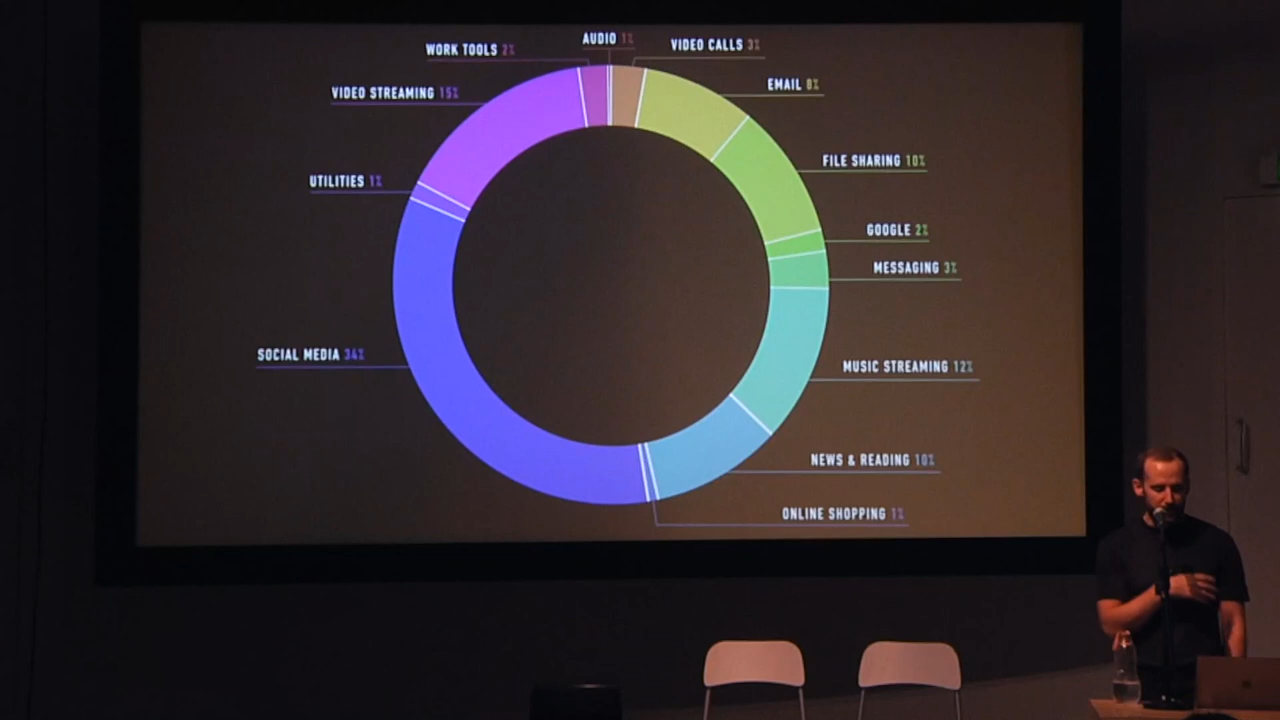 AUDIO 1%
VIDEO CALLS 3%
WORK TOOLS 2%
EMAIL 8%
VIDEO STREAMING 15%
FILE SHARING 10%
UTILITIES 1%
GOOGLE 2%
MESSAGING 3%
SOCIAL MEDIA 34%
MUSIC STREAMING 12%
NEWS & READING 10%
ONLINE SHOPPING 1%